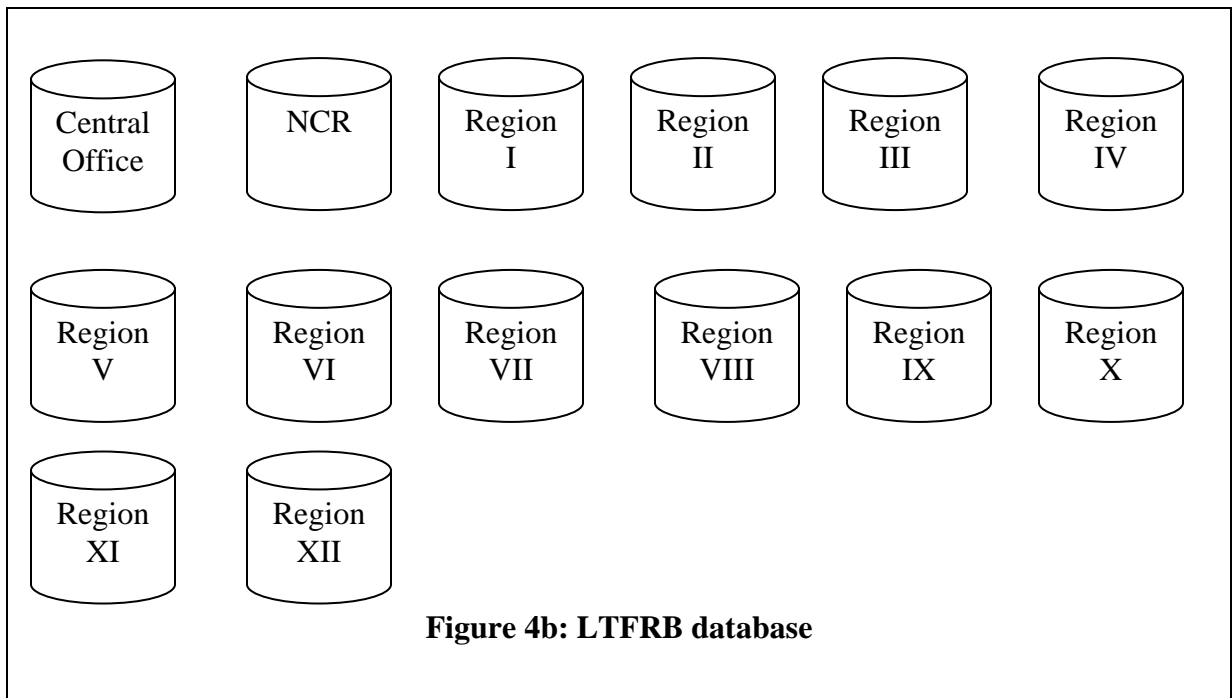 Central
Office
NCR
Region
I
Region
II
Region
III
Region
IV
Region
V
Region
VI
Region
VII
Region
VIII
Region
IX
Region
X
Region
XI
Region
XII
Figure 4b: LTFRB database